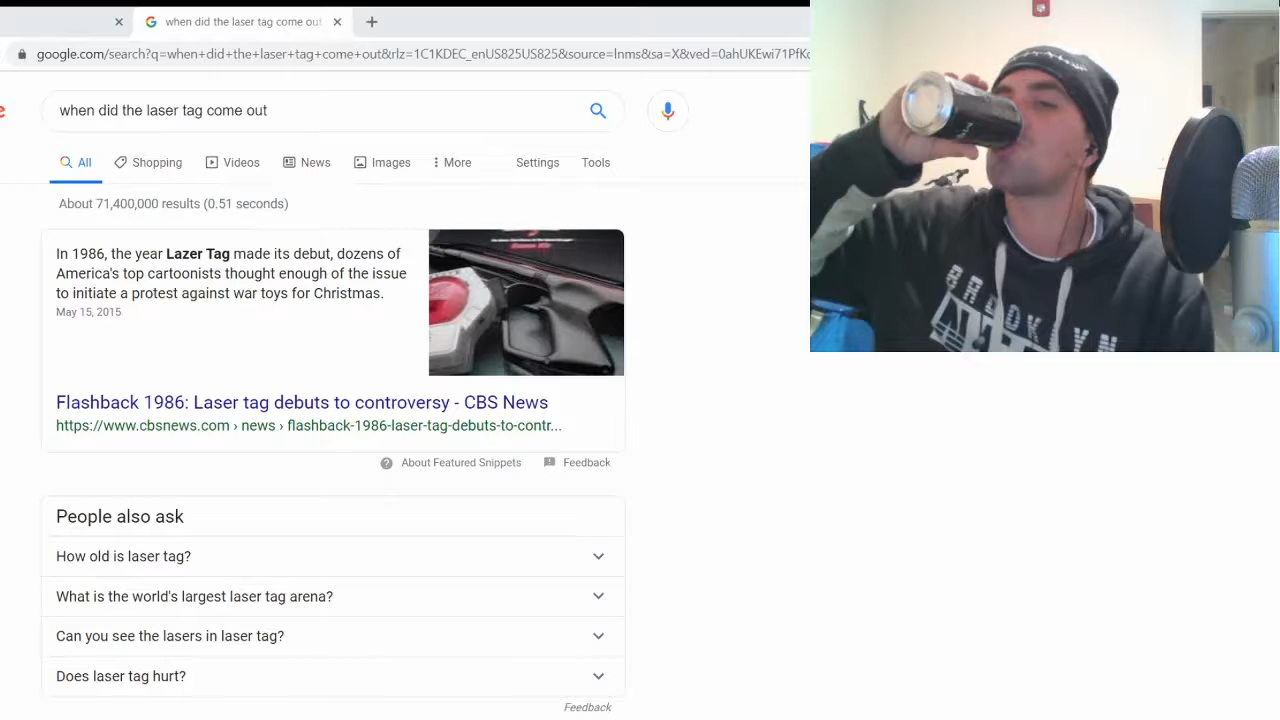 when did the laser tag come out
google.com/search?q=when+did+the+laser+tag+come+out&rlz=1C1KDEC_enUS825US825&source=lnms&sa=X&ved=0ahUKEwi71PfKc
when did the laser tag come out
All
Shopping
Videos
News
Images
More
Settings
Tools
About 71,400,000 results (0.51 seconds)
In 1986, the year Lazer Tag made its debut, dozens of
America's top cartoonists thought enough of the issue
to initiate a protest against war toys for Christmas.
May 15, 2015
Flashback 1986: Laser tag debuts to controversy - CBS News
https://www.cbsnews.com › news › flashback-1986-laser-tag-debuts-to-contr...
About Featured Snippets
Feedback
People also ask
How old is laser tag?
What is the world's largest laser tag arena?
Can you see the lasers in laser tag?
Does laser tag hurt?
Feedback